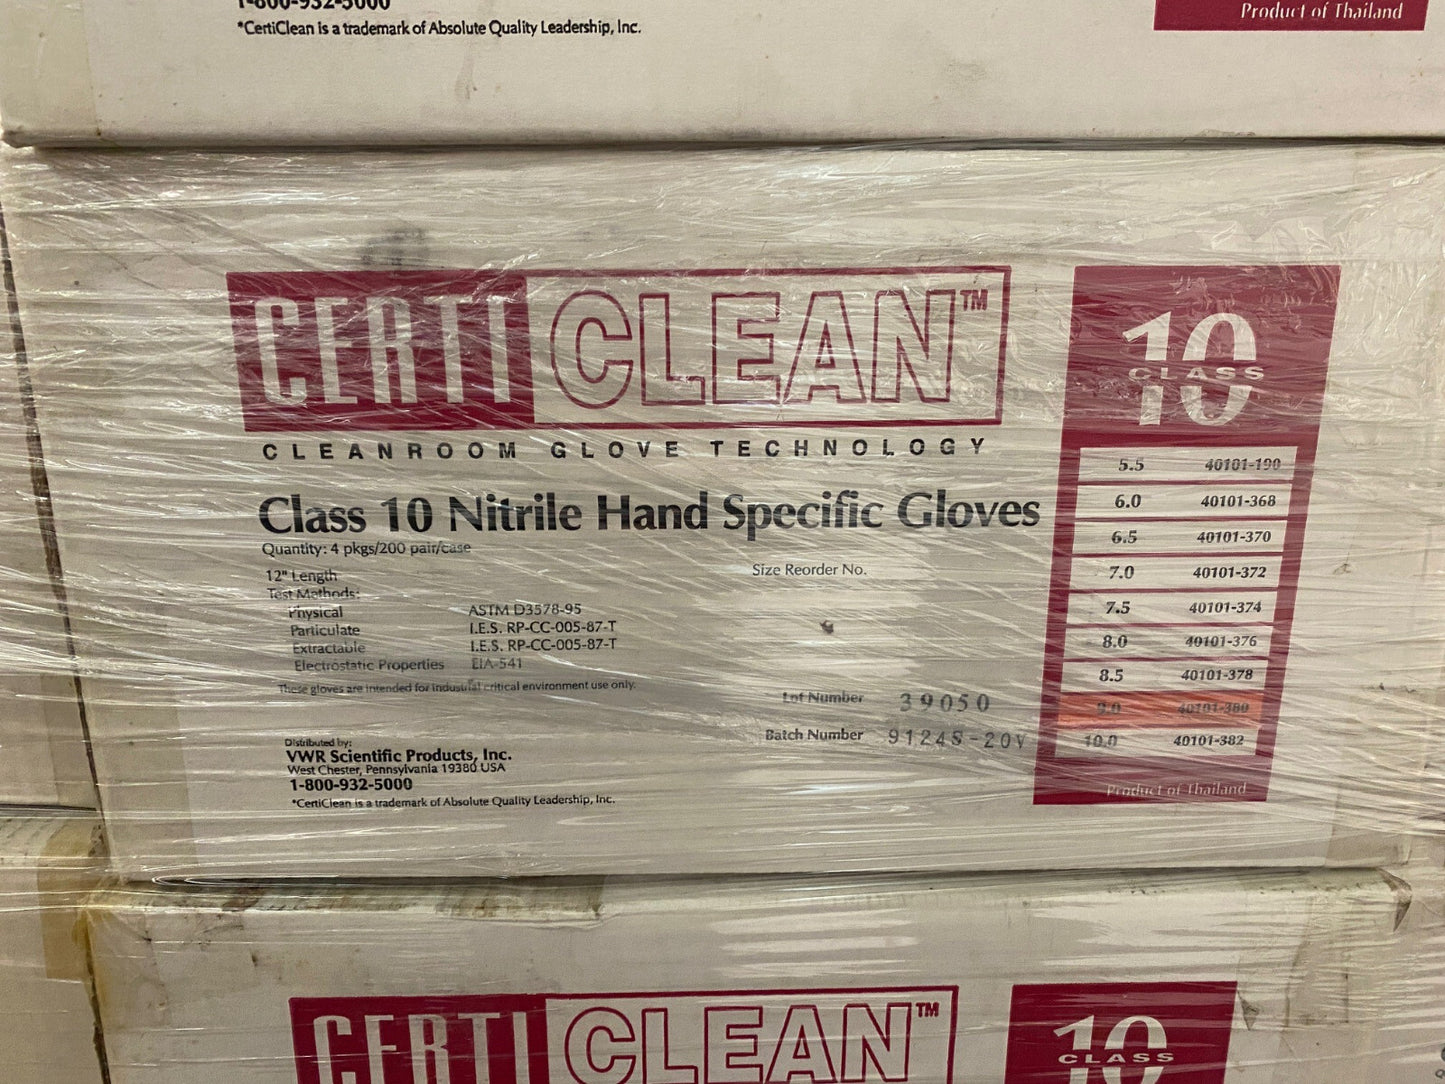 1-800-932-5000
*CertiClean is a trademark of Absolute Quality Leadership, Inc.
Product of Thailand
CERTICLEAN™
CLEANROOM GLOVE TECHNOLOGY
Class 10 Nitrile Hand Specific Gloves
Quantity: 4 pkgs/200 pair/case
12" Length
Test Methods:
Physical ASTM D3578-95
Particulate I.E.S. RP-CC-005-87-T
Extractable I.E.S. RP-CC-005-87-T
Electrostatic Properties EIA-541
These gloves are intended for industrial critical environment use only.
Size Reorder No.
Lot Number 39050
Batch Number 9124S-20V
Distributed by:
VWR Scientific Products, Inc.
West Chester, Pennsylvania 19380 USA
1-800-932-5000
*CertiClean is a trademark of Absolute Quality Leadership, Inc.
10
CLASS
5.5 40101-190
6.0 40101-368
6.5 40101-370
7.0 40101-372
7.5 40101-374
8.0 40101-376
8.5 40101-378
9.0 40101-380
10.0 40101-382
Product of Thailand
CERTICLEAN™
10
CLASS